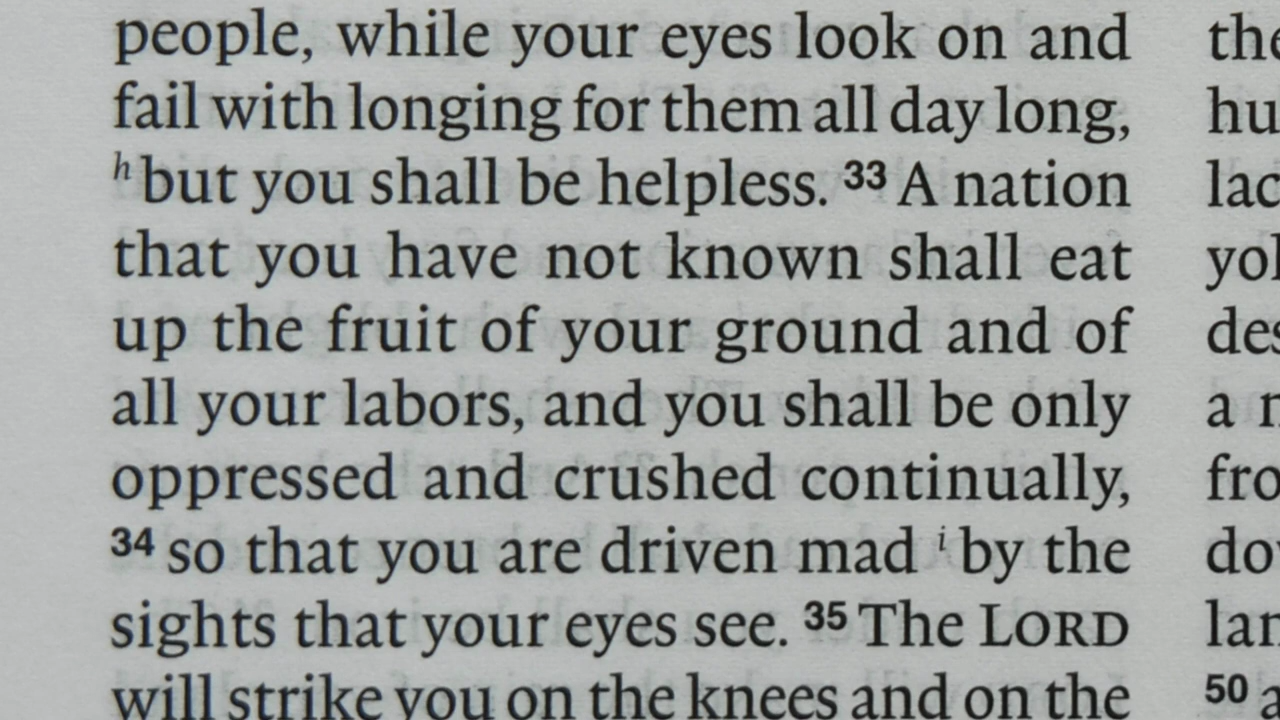 people, while your eyes look on and
fail with longing for them all day long,
h but you shall be helpless. 33 A nation
that you have not known shall eat
up the fruit of your ground and of
all your labors, and you shall be only
oppressed and crushed continually,
34 so that you are driven mad i by the
sights that your eyes see. 35 The LORD
will strike you on the knees and on the
a
50 a